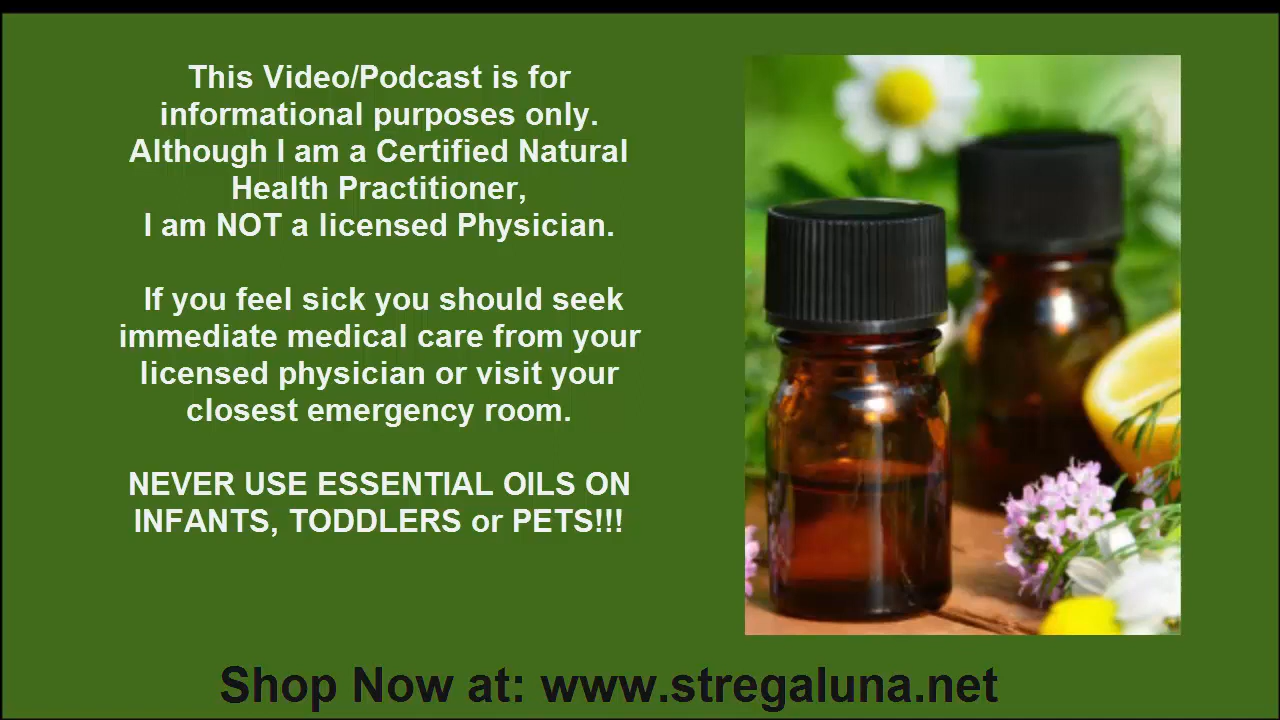 This Video/Podcast is for
informational purposes only.
Although I am a Certified Natural
Health Practitioner,
I am NOT a licensed Physician.
If you feel sick you should seek
immediate medical care from your
licensed physician or visit your
closest emergency room.
NEVER USE ESSENTIAL OILS ON
INFANTS, TODDLERS or PETS!!!
Shop Now at: www.stregaluna.net